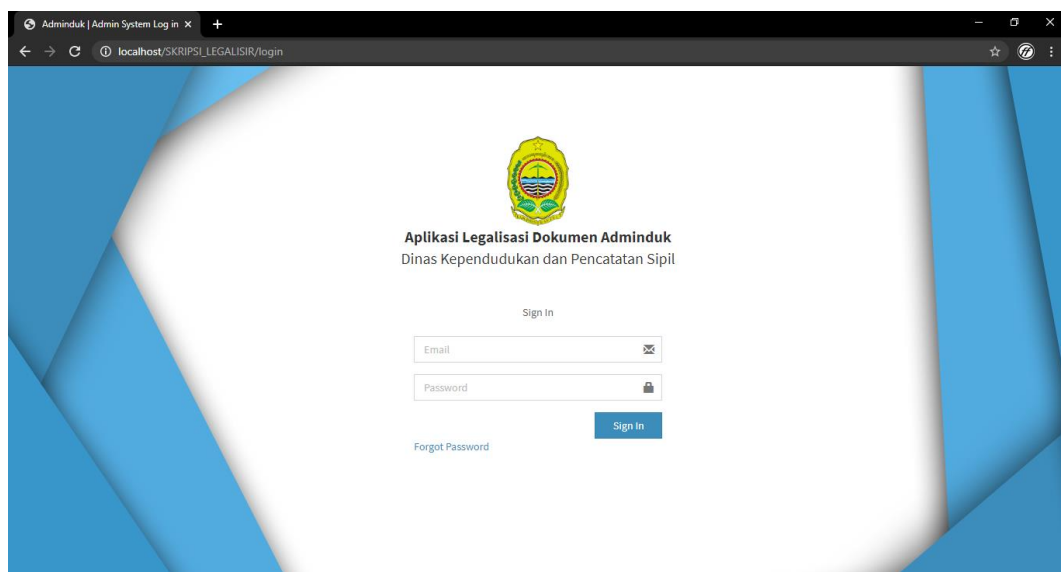 Adminduk | Admin System Log in
localhost/SKRIPSI_LEGALISIR/login
Aplikasi Legalisasi Dokumen Adminduk
Dinas Kependudukan dan Pencatatan Sipil
Sign In
Email
Password
Sign In
Forgot Password